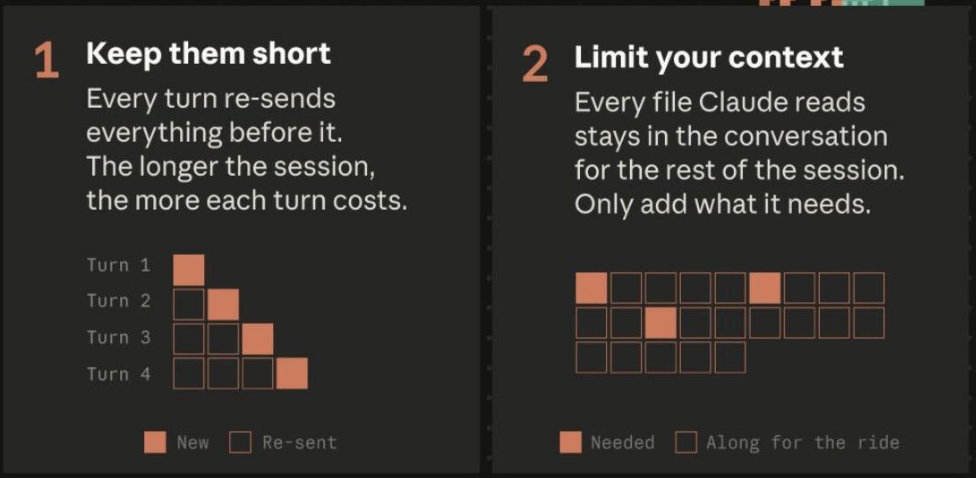 1
Keep them short
Every turn re-sends
everything before it.
The longer the session,
the more each turn costs.
Turn 1
Turn 2
Turn 3
Turn 4
New
Re-sent
2
Limit your context
Every file Claude reads
stays in the conversation
for the rest of the session.
Only add what it needs.
Needed
Along for the ride